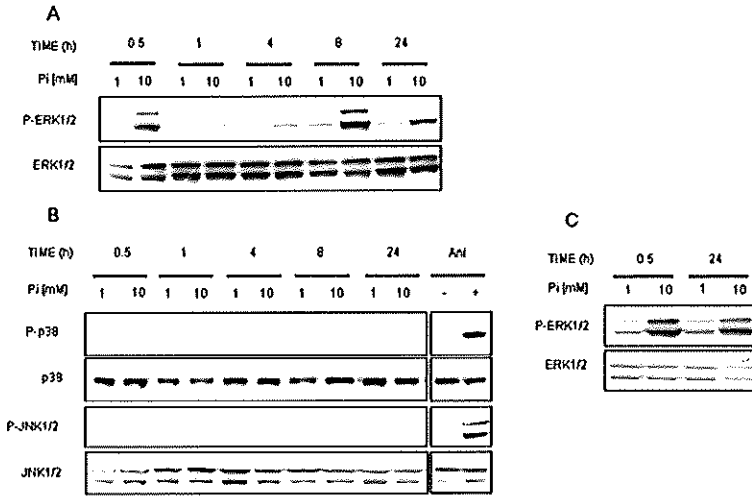 A
TIME (h) 0.5 1 4 8 24
Pi [mM] 1 10 1 10 1 10 1 10 1 10
P-ERK1/2
ERK1/2
B
TIME (h) 0.5 1 4 8 24 Ani
Pi [mM] 1 10 1 10 1 10 1 10 1 10 - +
P-p38
p38
P-JNK1/2
JNK1/2
C
TIME (h) 0.5 24
Pi [mM] 1 10 1 10
P-ERK1/2
ERK1/2